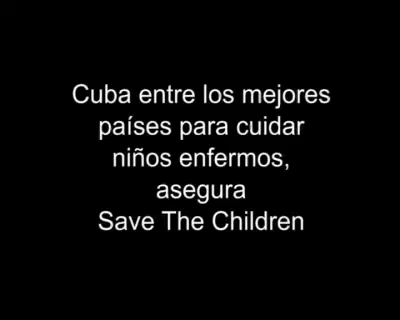 Cuba entre los mejores
países para cuidar
niños enfermos,
asegura
Save The Children